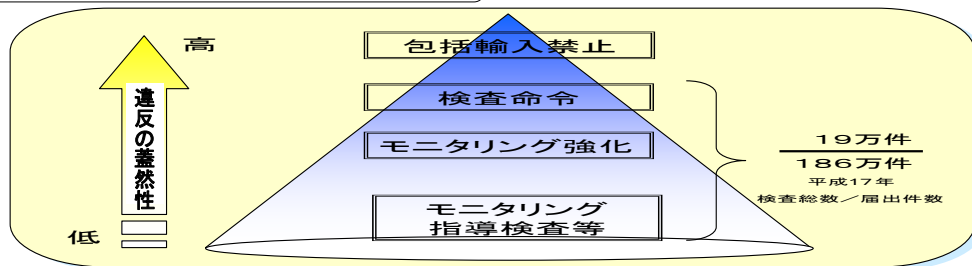 高
包括輸入禁止
検査命令
モニタリング強化
モニタリング
指導検査等
違反の蓋然性
低
19万件
186万件
平成17年
検査総数／届出件数